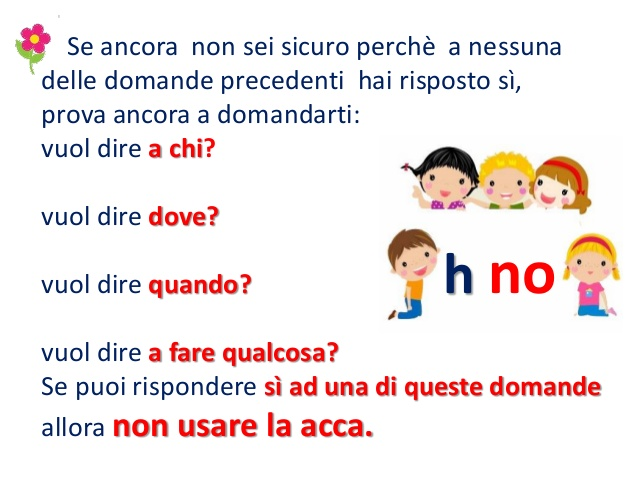 Se ancora non sei sicuro perchè a nessuna
delle domande precedenti hai risposto sì,
prova ancora a domandarti:
vuol dire a chi?
vuol dire dove?
vuol dire quando?
h no
vuol dire a fare qualcosa?
Se puoi rispondere sì ad una di queste domande
allora non usare la acca.